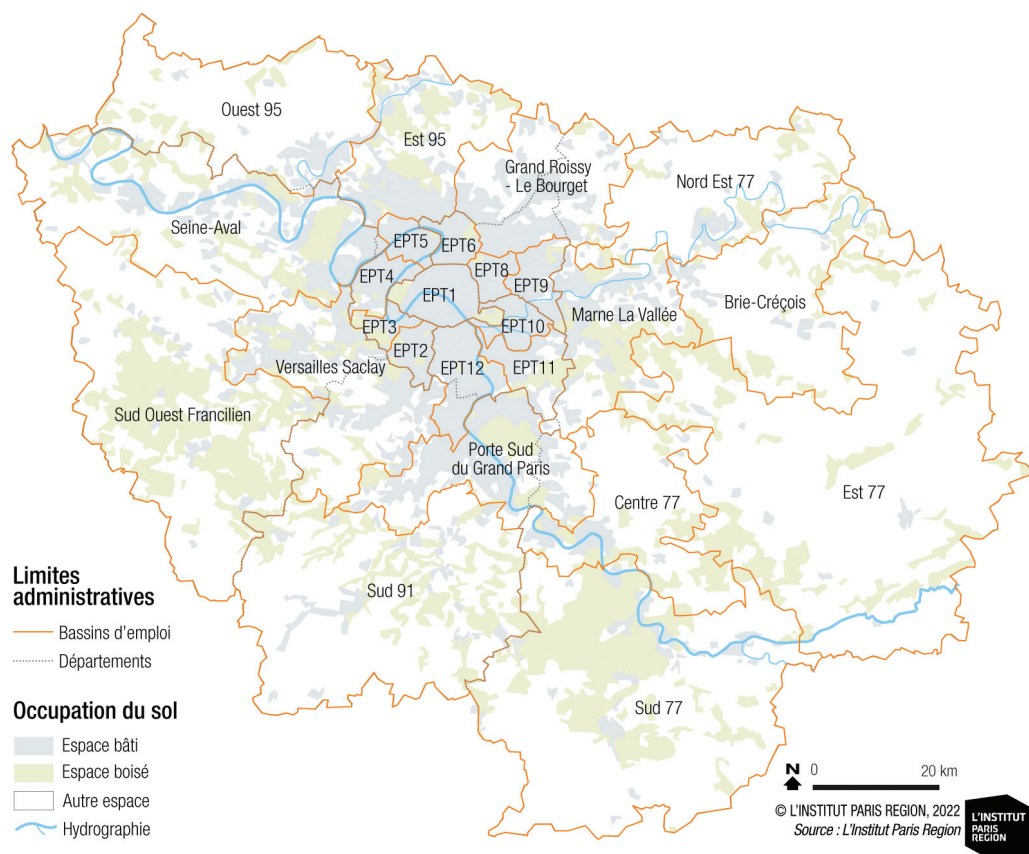 Ouest 95
Est 95
Grand Roissy
- Le Bourget
Nord Est 77
Seine-Aval
EPT5
EPT6
EPT4
EPT8
EPT9
EPT1
Marne La Vallée
Brie-Créçois
EPT3
EPT10
EPT2
Versailles Saclay
EPT12
EPT11
Sud Ouest Francilien
Porte Sud
du Grand Paris
Est 77
Centre 77
Sud 91
Sud 77
Limites
administratives
Bassins d'emploi
Départements
Occupation du sol
Espace bâti
Espace boisé
Autre espace
Hydrographie
N 0 20 km
© L'INSTITUT PARIS REGION, 2022
Source : L'Institut Paris Region
L'INSTITUT
PARIS
REGION